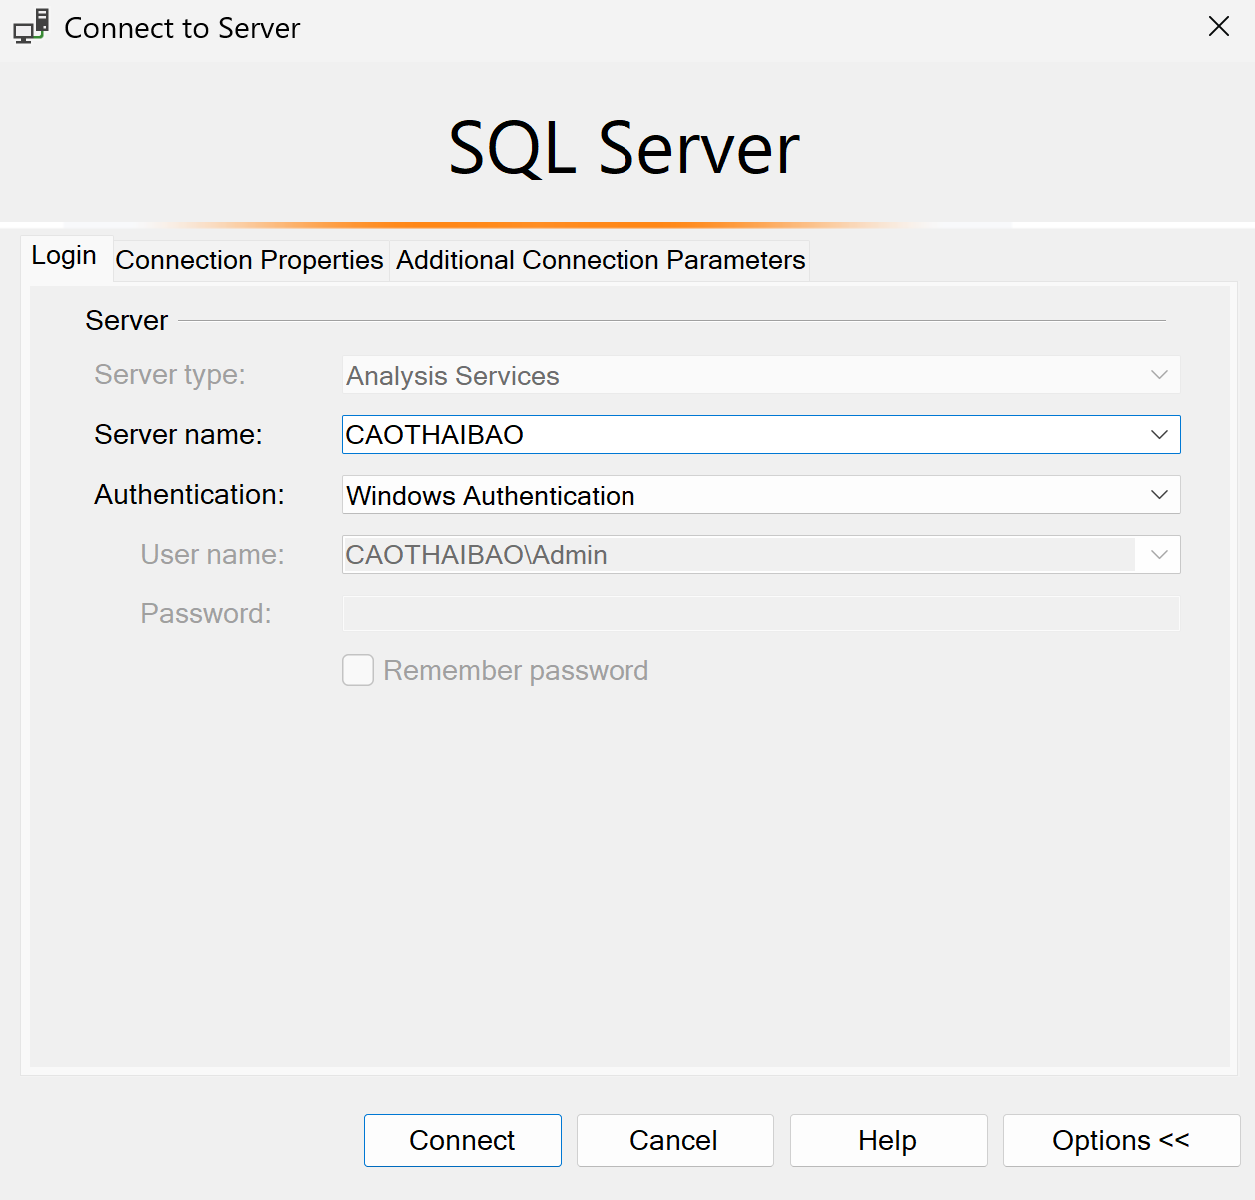 Connect to Server
SQL Server
Login
Connection Properties
Additional Connection Parameters
Server
Server type:
Analysis Services
Server name:
CAOTHAIBAO
Authentication:
Windows Authentication
User name:
CAOTHAIBAO\Admin
Password:
Remember password
Connect
Cancel
Help
Options <<